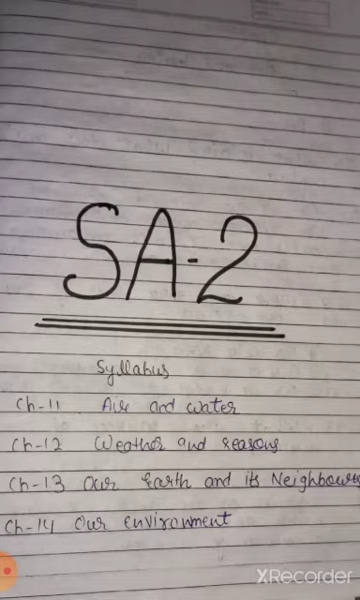 SA-2
Syllabus
Ch-11 Air and water
Ch-12 Weather and seasons
Ch-13 Our Earth and its Neighbours
Ch-14 Our environment
XRecorder